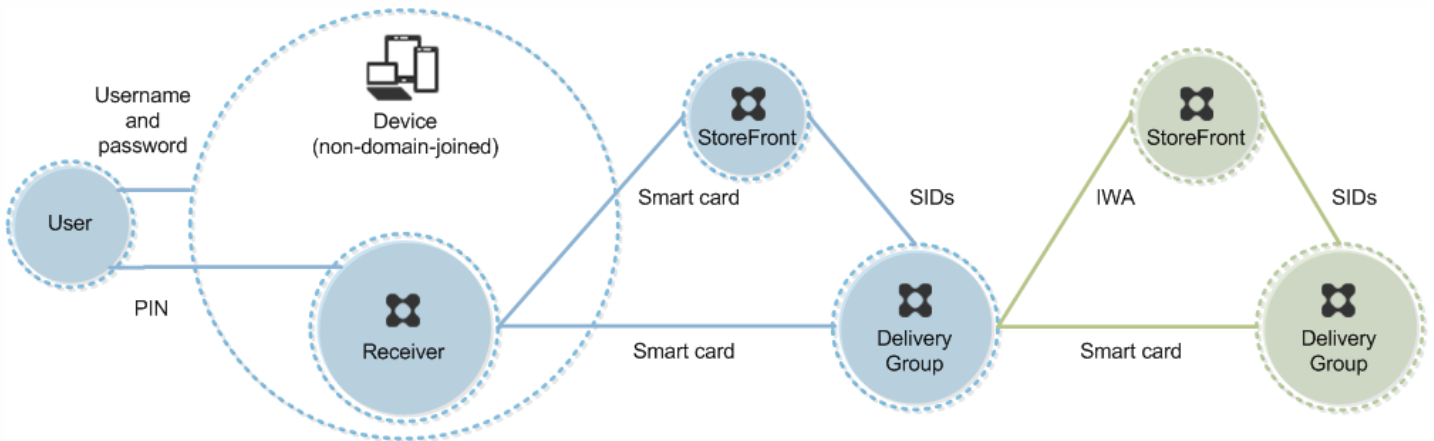 Username
and
password
User
PIN
Device
(non-domain-joined)
Receiver
StoreFront
Smart card
SIDs
Smart card
Delivery
Group
StoreFront
IWA
SIDs
Smart card
Delivery
Group